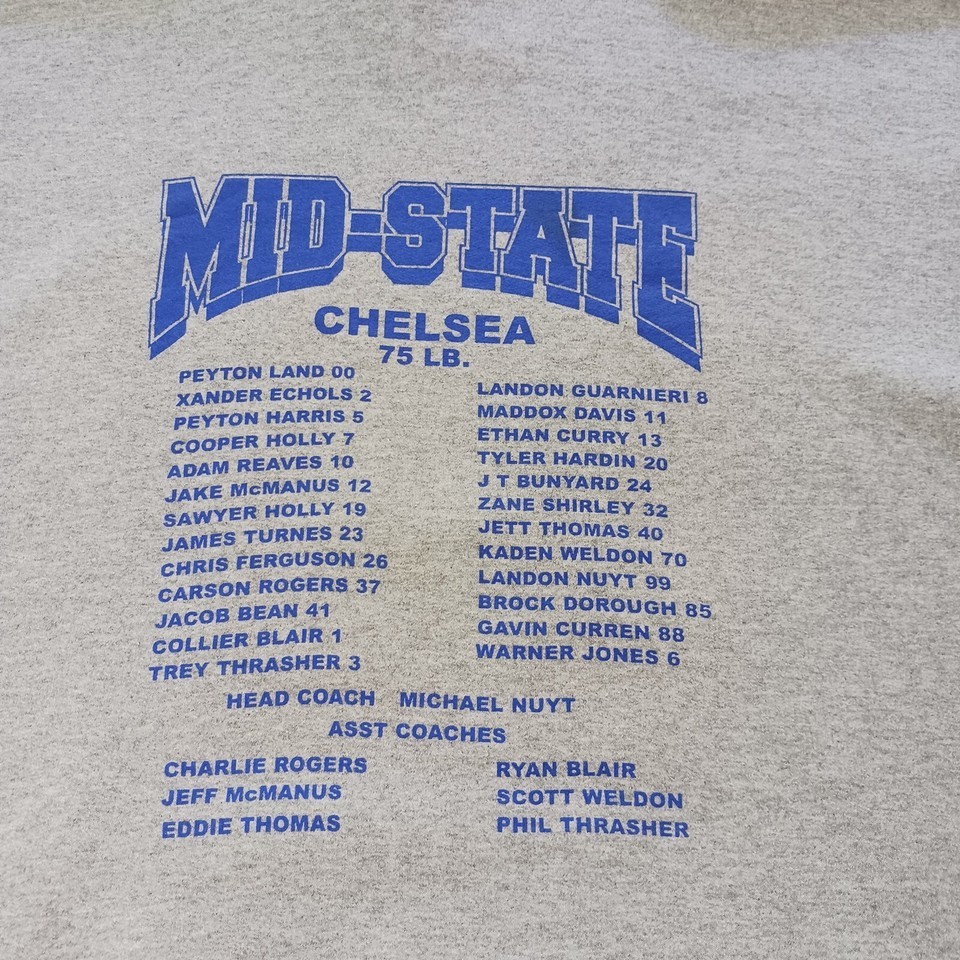 MID-STATE
CHELSEA
75 LB.
PEYTON LAND 00
XANDER ECHOLS 2
PEYTON HARRIS 5
COOPER HOLLY 7
ADAM REAVES 10
JAKE McMANUS 12
SAWYER HOLLY 19
JAMES TURNES 23
CHRIS FERGUSON 26
CARSON ROGERS 37
JACOB BEAN 41
COLLIER BLAIR 1
TREY THRASHER 3
LANDON GUARNIERI 8
MADDOX DAVIS 11
ETHAN CURRY 13
TYLER HARDIN 20
J T BUNYARD 24
ZANE SHIRLEY 32
JETT THOMAS 40
KADEN WELDON 70
LANDON NUYT 99
BROCK DOROUGH 85
GAVIN CURREN 88
WARNER JONES 6
HEAD COACH MICHAEL NUYT
ASST COACHES
CHARLIE ROGERS
JEFF McMANUS
EDDIE THOMAS
RYAN BLAIR
SCOTT WELDON
PHIL THRASHER